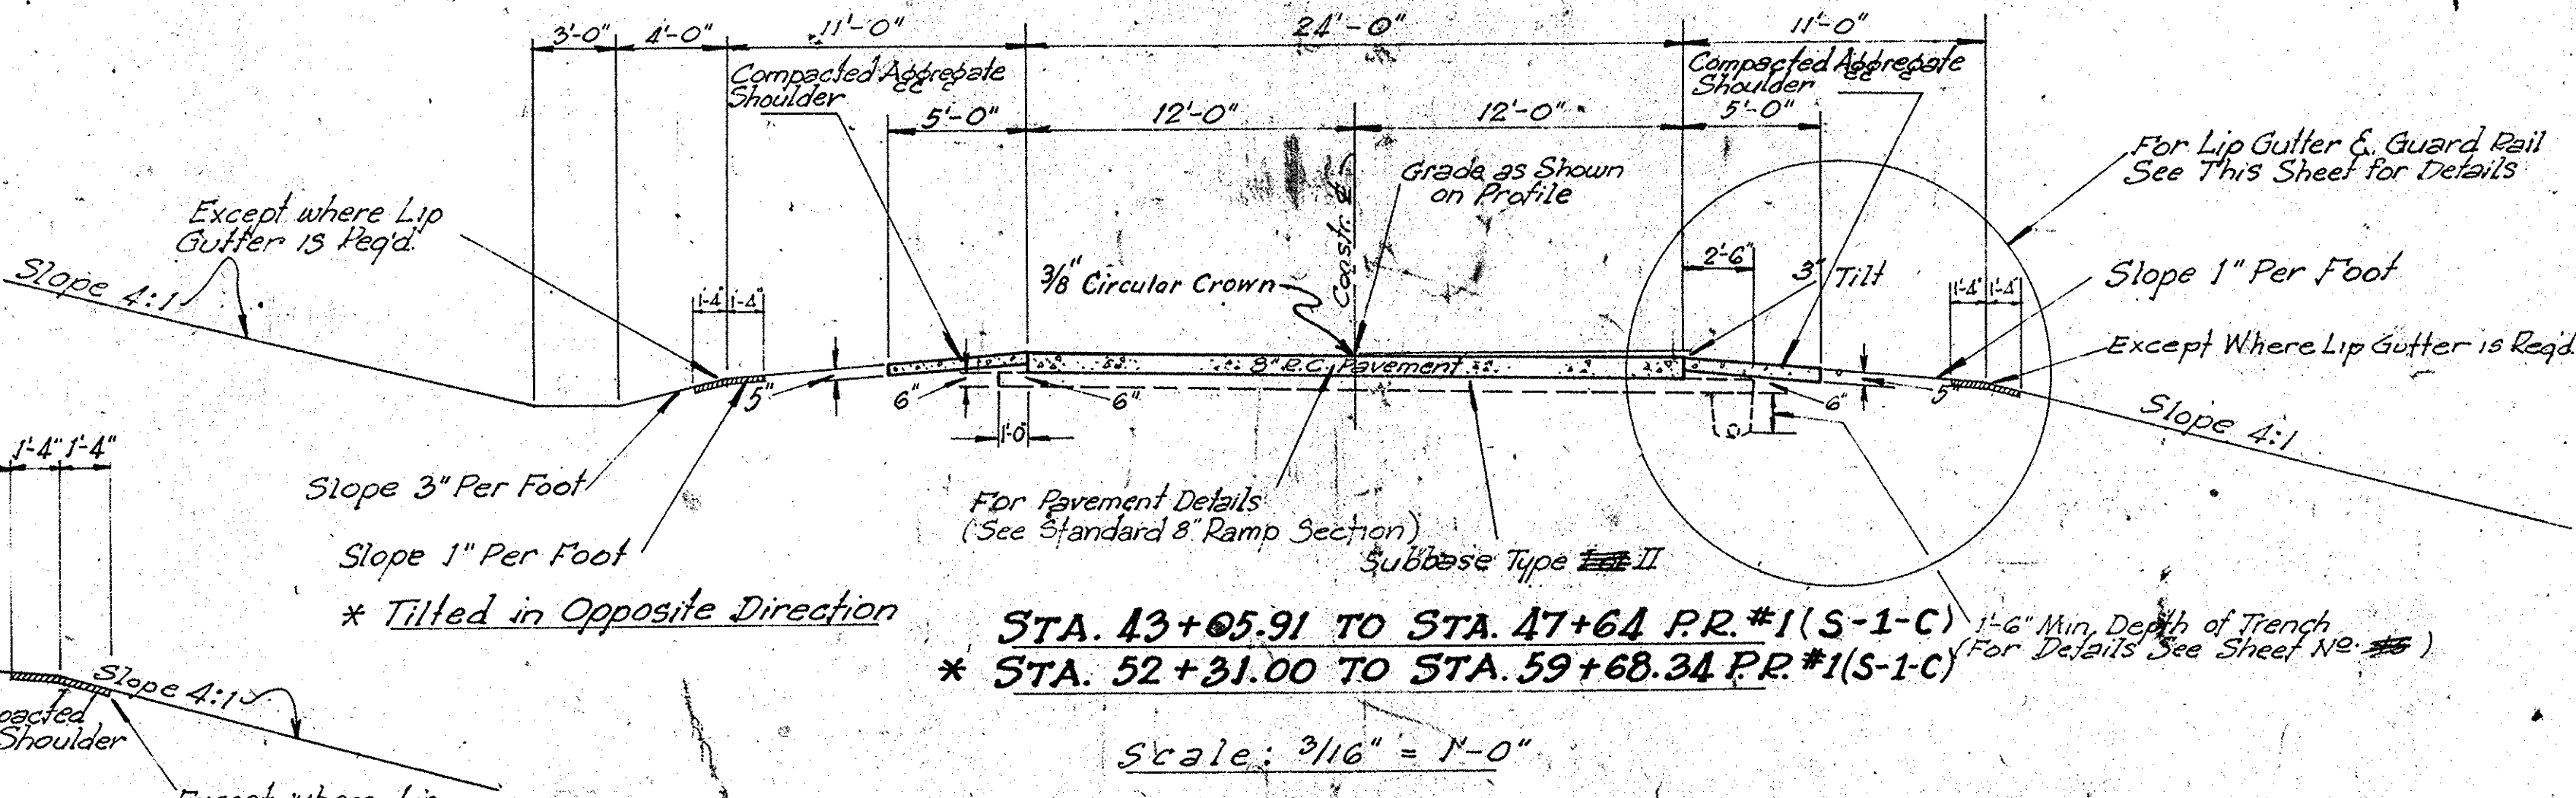 3'-0" 4'-0" 11'-0" 24'-0" 11'-0"
Compacted Aggregate
Shoulder
Compacted Aggregate
Shoulder
5'-0" 12'-0" 12'-0" 5'-0"
For Lip Gutter & Guard Rail
See This Sheet for Details
Grade as Shown
on Profile
Constr. ℄
Except where Lip
Gutter is Req'd.
Slope 4:1
3/8" Circular Crown
2'-6"
3" Tilt
Slope 1" Per Foot
1'-4" 1'-4"
1'-4" 1'-4"
Except Where Lip Gutter is Req'd
8" R.C. Pavement
5" 6" 6" 6" 5"
1'-0"
Slope 4:1
1'-4" 1'-4"
Slope 3" Per Foot
For Pavement Details
(See Standard 8" Ramp Section)
Slope 1" Per Foot
Subbase Type II
* Tilted in Opposite Direction
STA. 43+05.91 TO STA. 47+64 P.R. #1(S-1-C)
* STA. 52+31.00 TO STA. 59+68.34 P.R. #1(S-1-C)
1'-6" Min. Depth of Trench
(For Details See Sheet No. )
Slope 4:1
Shoulder
Scale: 3/16" = 1'-0"